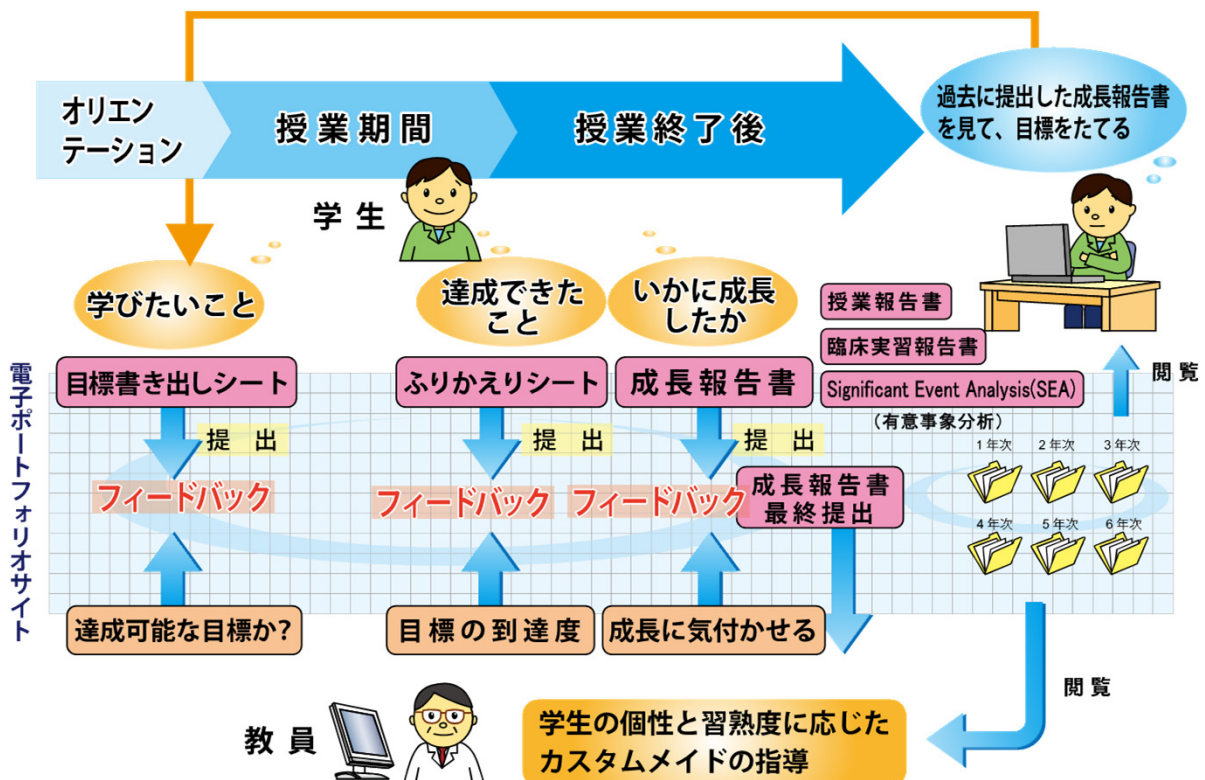 オリエン
テーション
授業期間
授業終了後
過去に提出した成長報告書
を見て、目標をたてる
学生
学びたいこと
達成できた
こと
いかに成長
したか
授業報告書
臨床実習報告書
Significant Event Analysis(SEA)
(有意事象分析)
閲覧
電子ポートフォリオサイト
目標書き出しシート
ふりかえりシート
成長報告書
提出
提出
提出
フィードバック
フィードバック
フィードバック
成長報告書
最終提出
1年次
2年次
3年次
4年次
5年次
6年次
達成可能な目標か?
目標の到達度
成長に気付かせる
閲覧
教員
学生の個性と習熟度に応じた
カスタムメイドの指導